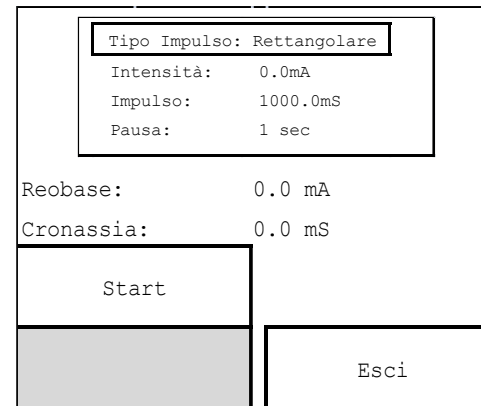 Tipo Impulso: Rettangolare
Intensità: 0.0mA
Impulso: 1000.0mS
Pausa: 1 sec
Reobase: 0.0 mA
Cronassia: 0.0 mS
Start
Esci